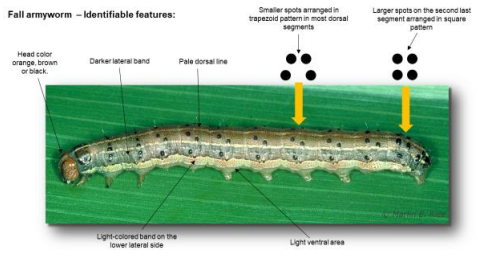 Fall armyworm – Identifiable features:
Smaller spots arranged in
trapezoid pattern in most dorsal
segments
Larger spots on the second last
segment arranged in square
pattern
Head color
orange, brown
or black.
Darker lateral band
Pale dorsal line
Light-colored band on the
lower lateral side
Light ventral area